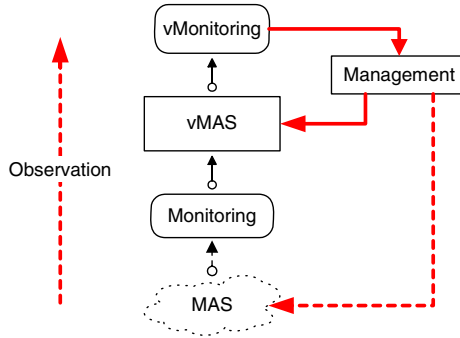 vMonitoring
Management
vMAS
Observation
Monitoring
MAS